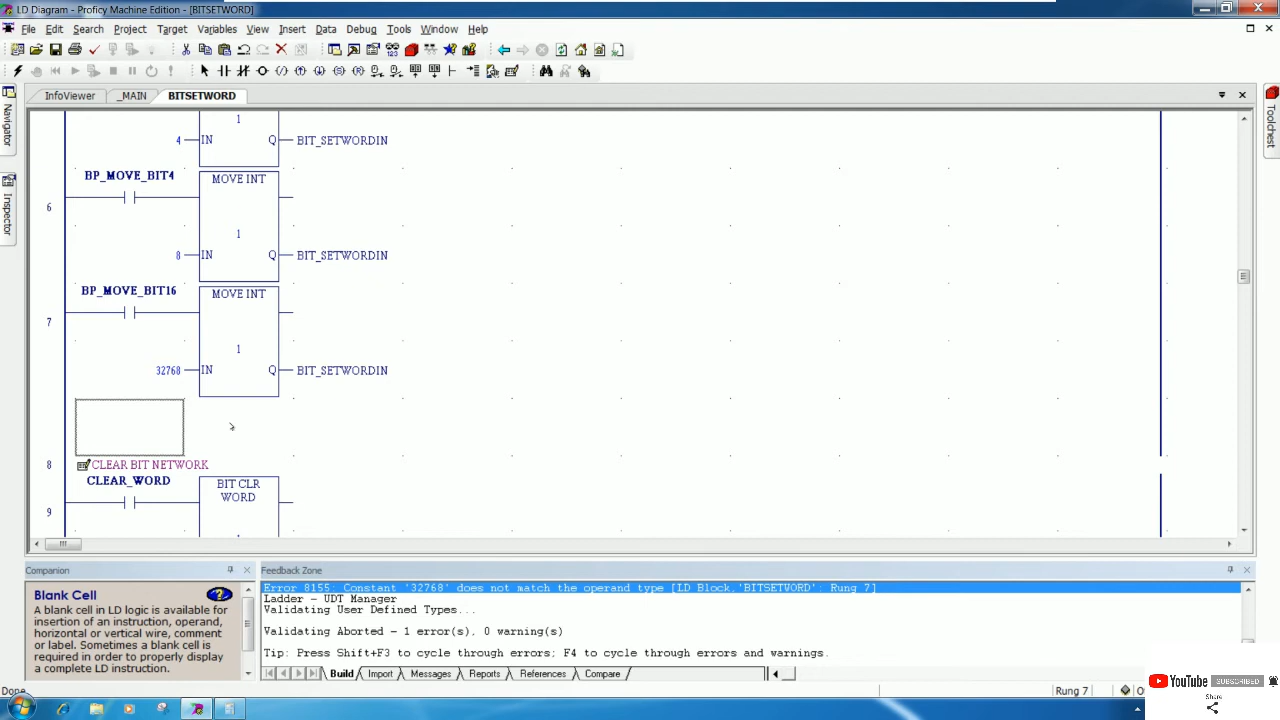 LD Diagram - Proficy Machine Edition - [BITSETWORD]
File Edit Search Project Target Variables View Insert Data Debug Tools Window Help
InfoViewer _MAIN BITSETWORD
Navigator
Inspector
Toolchest
1
4 IN Q BIT_SETWORDIN
BP_MOVE_BIT4 MOVE INT
6
1
8 IN Q BIT_SETWORDIN
BP_MOVE_BIT16 MOVE INT
7
1
32768 IN Q BIT_SETWORDIN
8 CLEAR BIT NETWORK
CLEAR_WORD BIT CLR
WORD
9
Companion
Blank Cell
A blank cell in LD logic is available for
insertion of an instruction, operand,
horizontal or vertical wire, comment
or label. Sometimes a blank cell is
required in order to properly display
a complete LD instruction.
Feedback Zone
Error 8155: Constant '32768' does not match the operand type [LD Block,'BITSETWORD': Rung 7]
Ladder - UDT Manager
Validating User Defined Types...
Validating Aborted - 1 error(s), 0 warning(s)
Tip: Press Shift+F3 to cycle through errors; F4 to cycle through errors and warnings.
Build Import Messages Reports References Compare
Done
Rung 7
YouTube SUBSCRIBED
Share